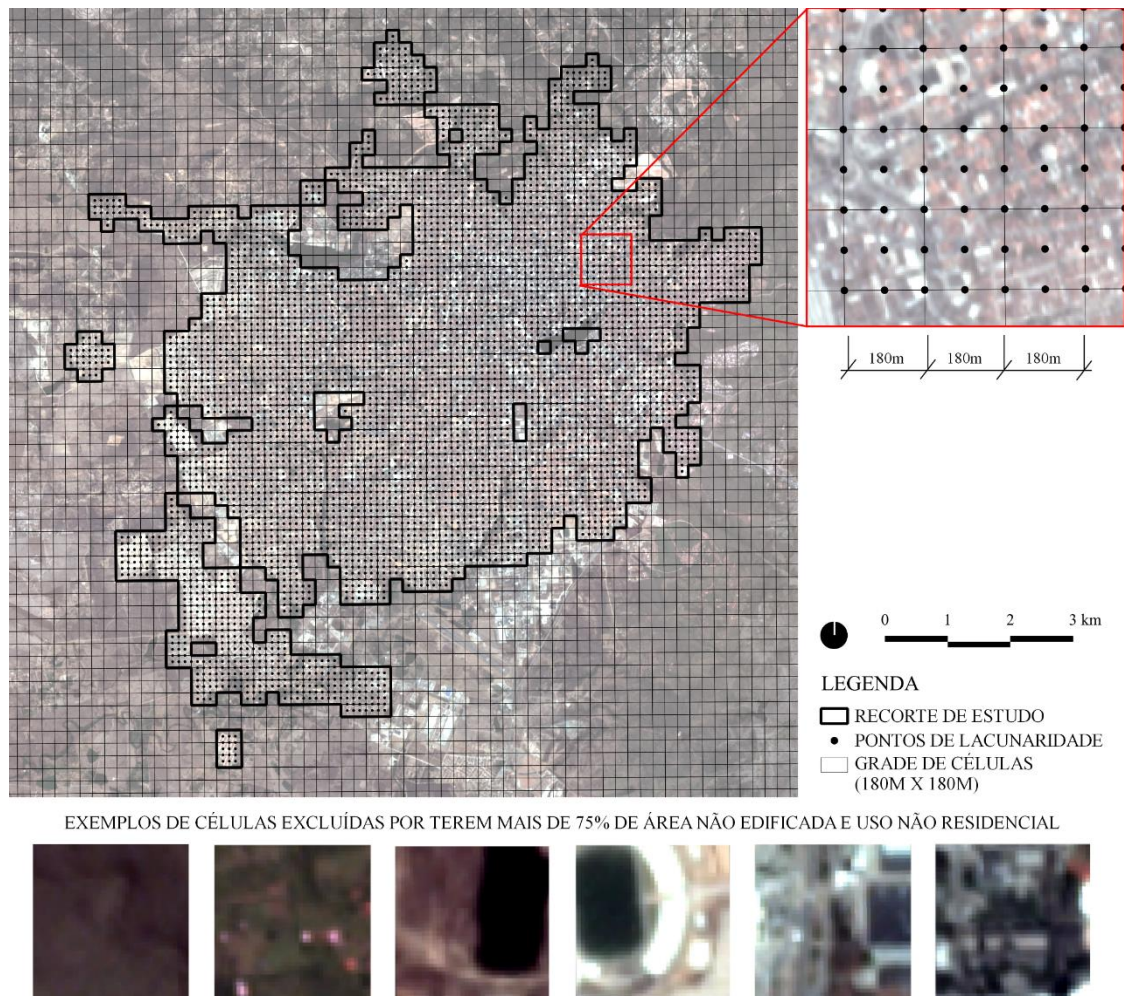 180m 180m 180m
0 1 2 3 km
LEGENDA
RECORTE DE ESTUDO
PONTOS DE LACUNARIDADE
GRADE DE CÉLULAS
(180M X 180M)
EXEMPLOS DE CÉLULAS EXCLUÍDAS POR TEREM MAIS DE 75% DE ÁREA NÃO EDIFICADA E USO NÃO RESIDENCIAL